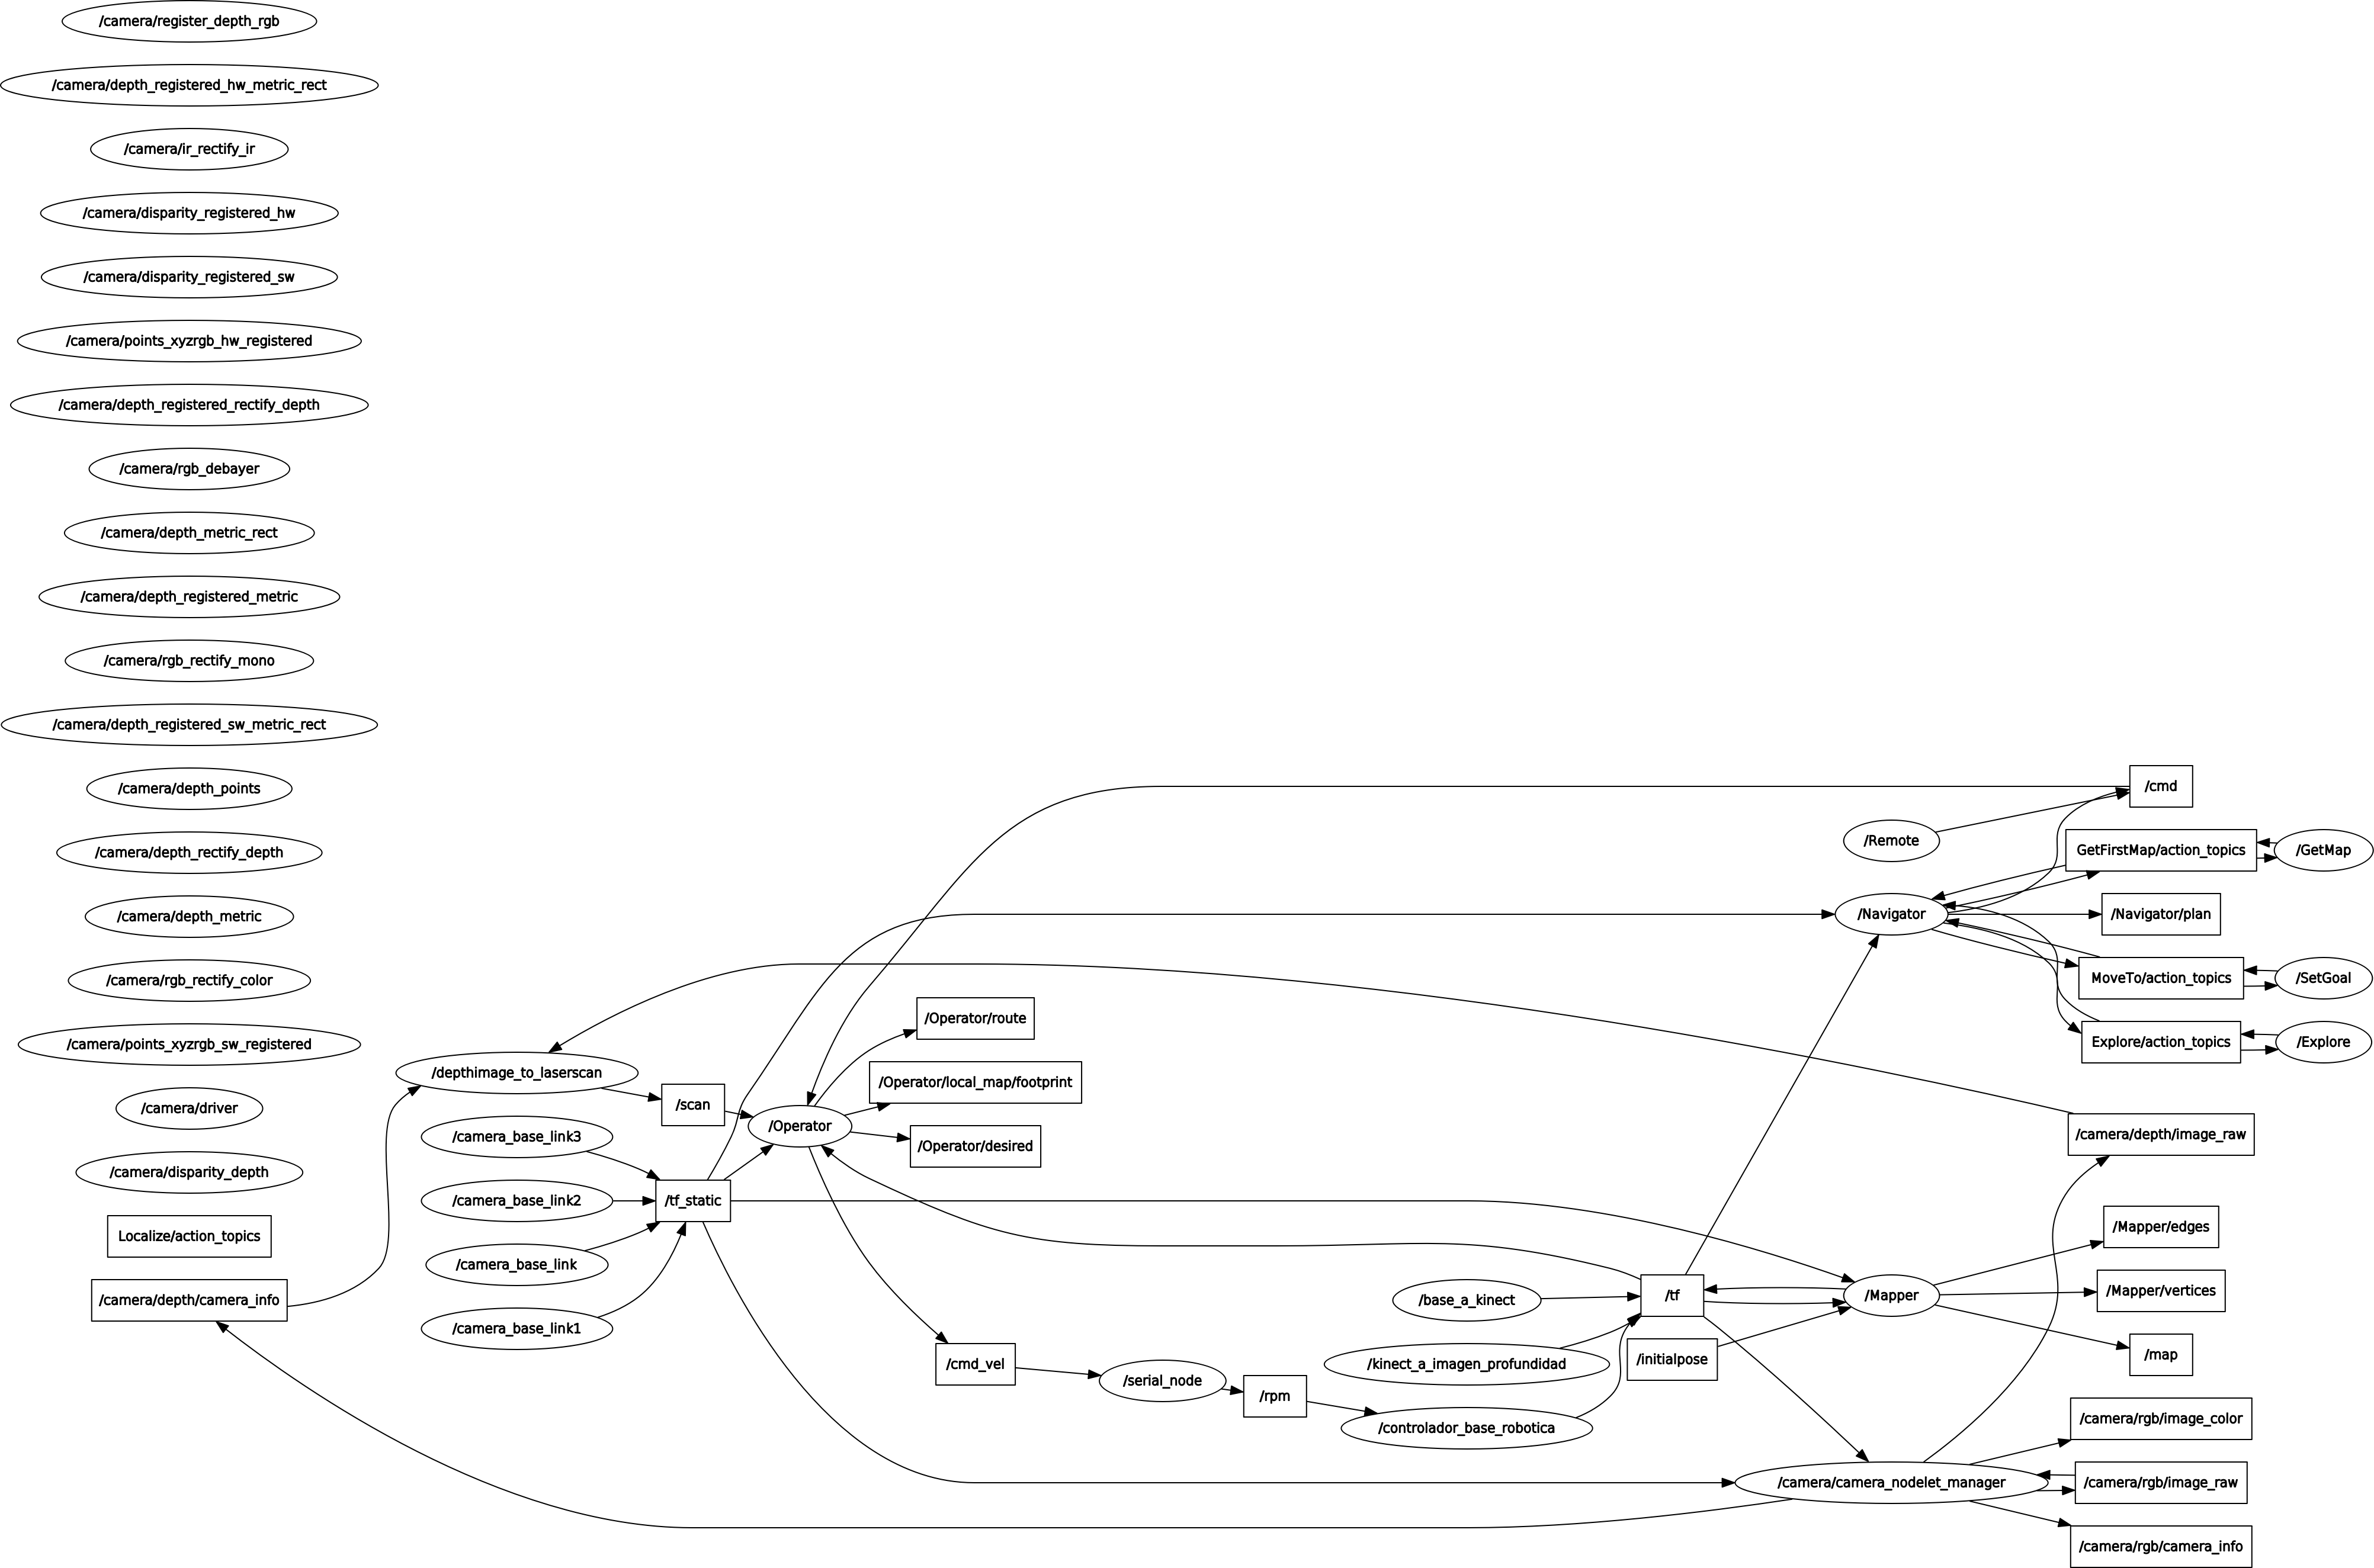 /camera/register_depth_rgb
/camera/depth_registered_hw_metric_rect
/camera/ir_rectify_ir
/camera/disparity_registered_hw
/camera/disparity_registered_sw
/camera/points_xyzrgb_hw_registered
/camera/depth_registered_rectify_depth
/camera/rgb_debayer
/camera/depth_metric_rect
/camera/depth_registered_metric
/camera/rgb_rectify_mono
/camera/depth_registered_sw_metric_rect
/camera/depth_points
/camera/depth_rectify_depth
/camera/depth_metric
/camera/rgb_rectify_color
/camera/points_xyzrgb_sw_registered
/camera/driver
/camera/disparity_depth
Localize/action_topics
/camera/depth/camera_info
/depthimage_to_laserscan
/camera_base_link3
/camera_base_link2
/camera_base_link
/camera_base_link1
/scan
/tf_static
/Operator
/Operator/route
/Operator/local_map/footprint
/Operator/desired
/cmd_vel
/serial_node
/rpm
/base_a_kinect
/kinect_a_imagen_profundidad
/controlador_base_robotica
/tf
/initialpose
/Remote
/Navigator
/Mapper
/camera/camera_nodelet_manager
/cmd
GetFirstMap/action_topics
/Navigator/plan
MoveTo/action_topics
Explore/action_topics
/camera/depth/image_raw
/Mapper/edges
/Mapper/vertices
/map
/camera/rgb/image_color
/camera/rgb/image_raw
/camera/rgb/camera_info
/GetMap
/SetGoal
/Explore